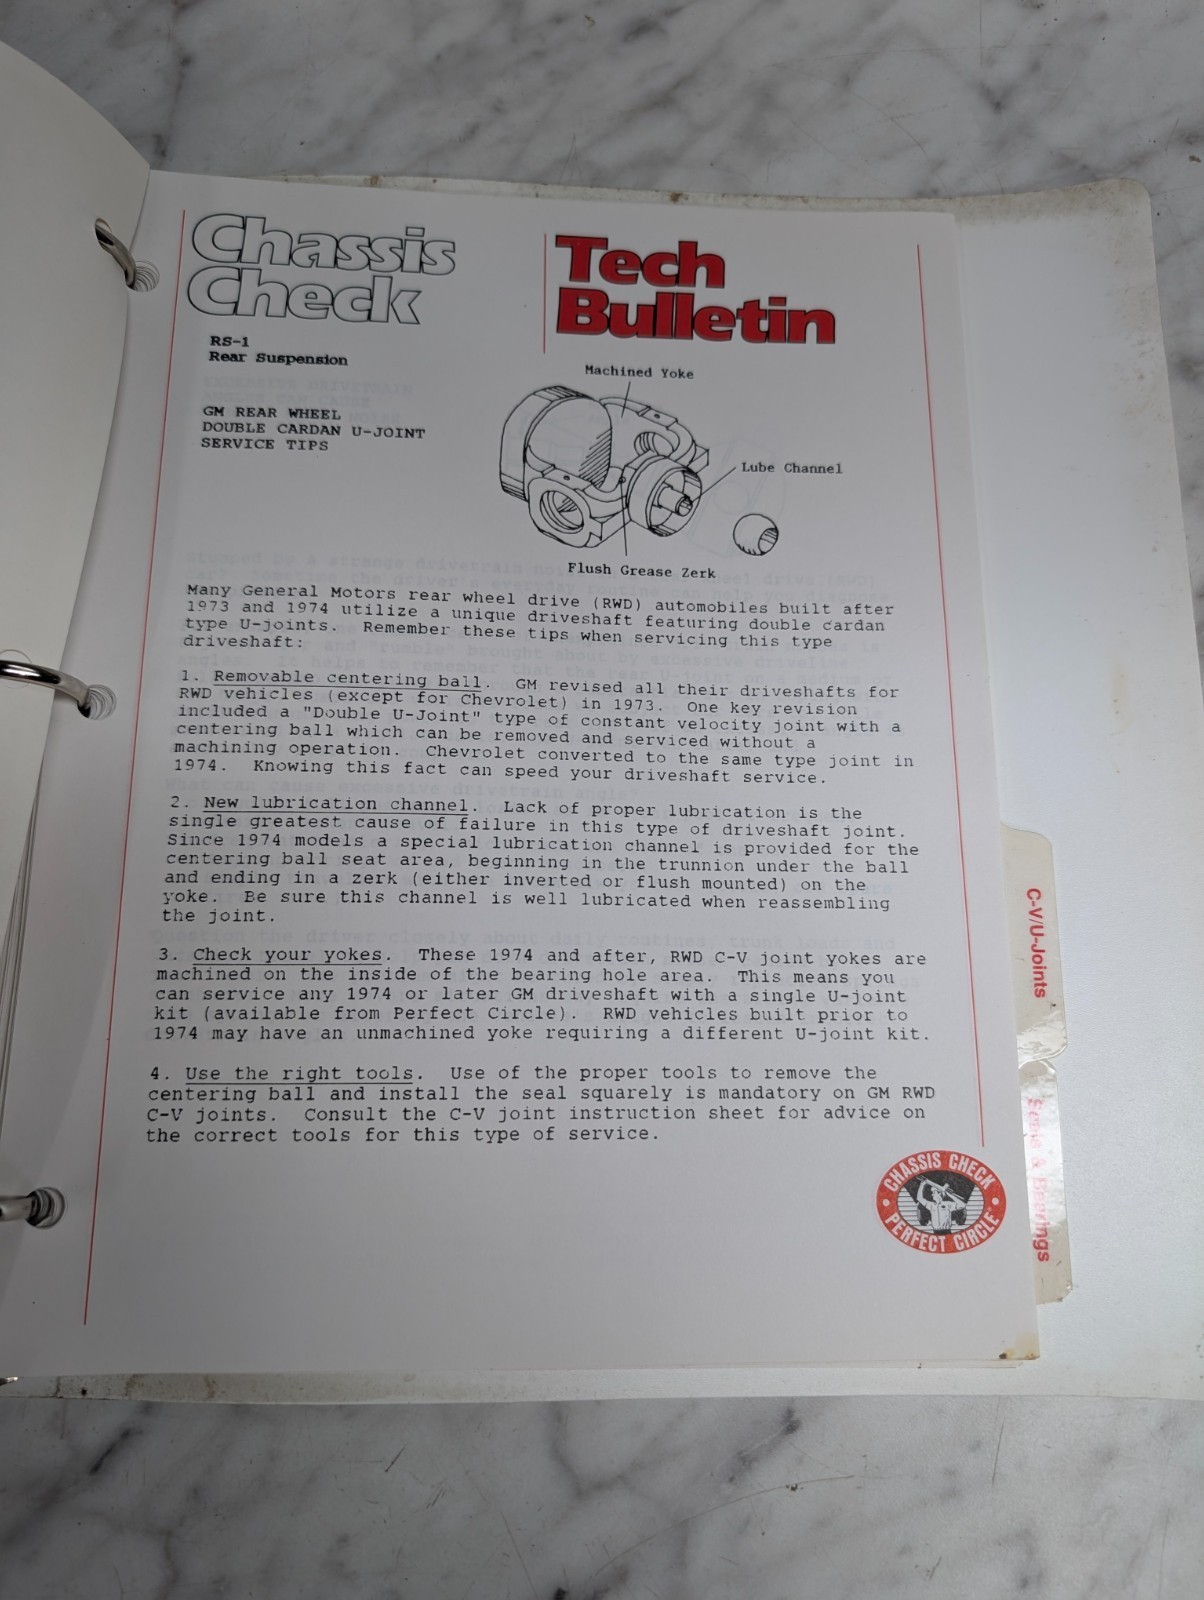 Chassis
Check
Tech
Bulletin
RS-1
Rear Suspension
GM REAR WHEEL
DOUBLE CARDAN U-JOINT
SERVICE TIPS
Machined Yoke
Lube Channel
Flush Grease Zerk
Many General Motors rear wheel drive (RWD) automobiles built after
1973 and 1974 utilize a unique driveshaft featuring double cardan
type U-joints. Remember these tips when servicing this type
driveshaft:
1. Removable centering ball. GM revised all their driveshafts for
RWD vehicles (except for Chevrolet) in 1973. One key revision
included a "Double U-Joint" type of constant velocity joint with a
centering ball which can be removed and serviced without a
machining operation. Chevrolet converted to the same type joint in
1974. Knowing this fact can speed your driveshaft service.
2. New lubrication channel. Lack of proper lubrication is the
single greatest cause of failure in this type of driveshaft joint.
Since 1974 models a special lubrication channel is provided for the
centering ball seat area, beginning in the trunnion under the ball
and ending in a zerk (either inverted or flush mounted) on the
yoke. Be sure this channel is well lubricated when reassembling
the joint.
3. Check your yokes. These 1974 and after, RWD C-V joint yokes are
machined on the inside of the bearing hole area. This means you
can service any 1974 or later GM driveshaft with a single U-joint
kit (available from Perfect Circle). RWD vehicles built prior to
1974 may have an unmachined yoke requiring a different U-joint kit.
4. Use the right tools. Use of the proper tools to remove the
centering ball and install the seal squarely is mandatory on GM RWD
C-V joints. Consult the C-V joint instruction sheet for advice on
the correct tools for this type of service.
CHASSIS CHECK
PERFECT CIRCLE
C-V/U-Joints
& Bearings